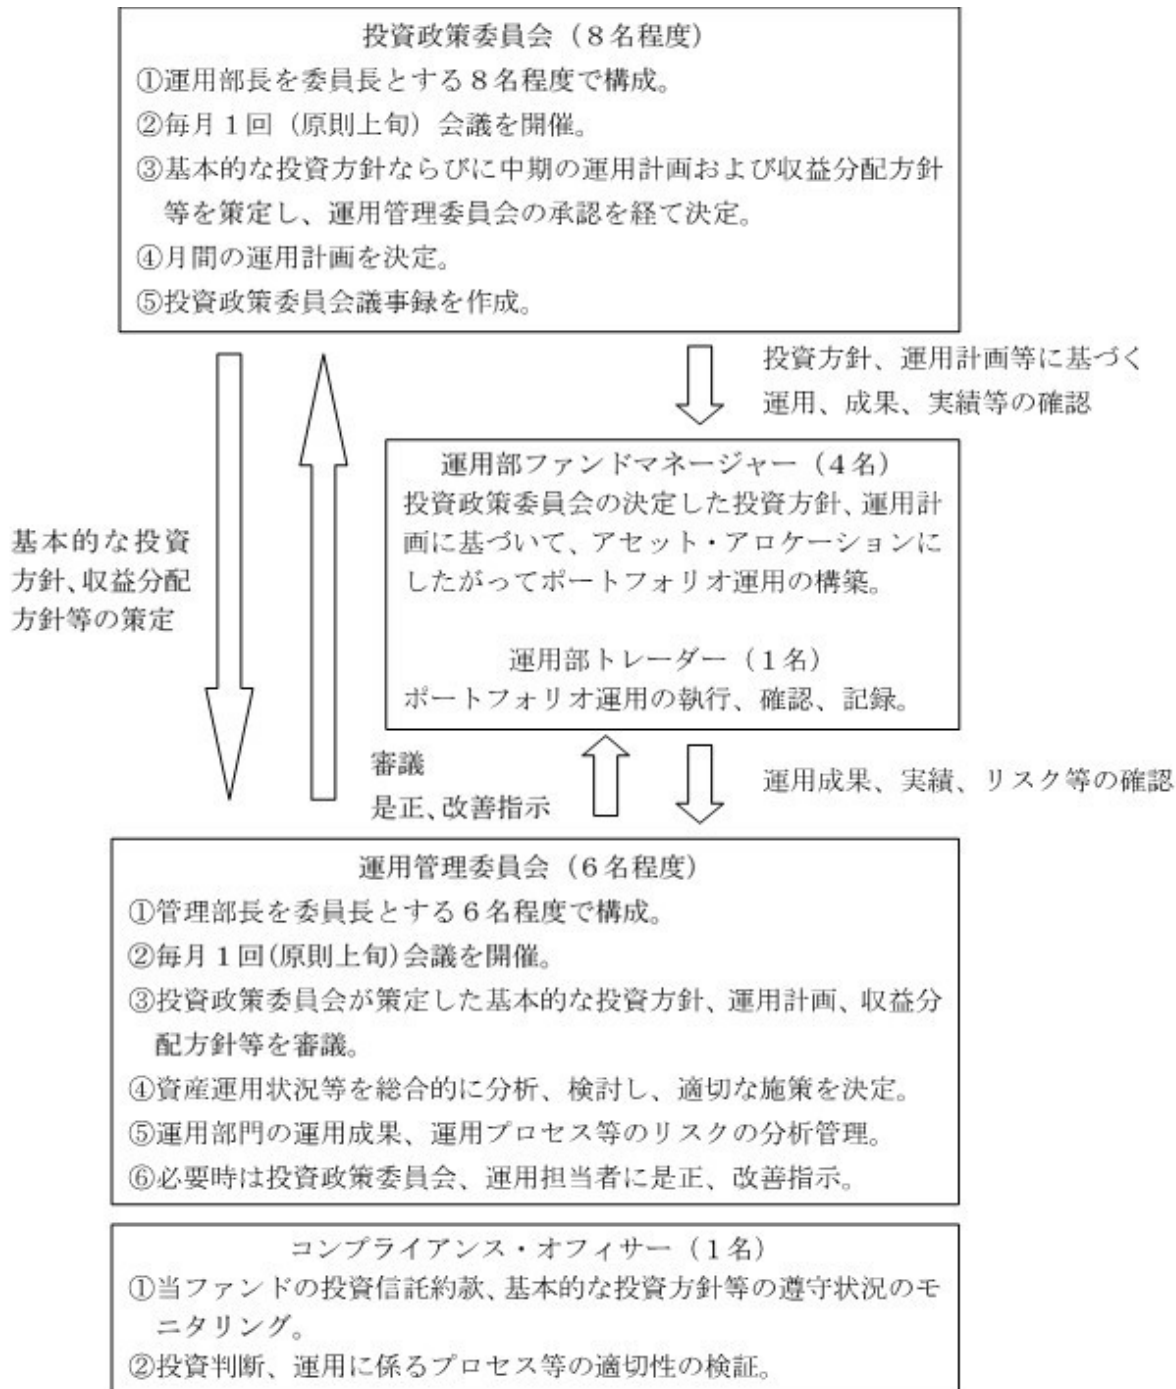 投資政策委員会（８名程度）
①運用部長を委員長とする８名程度で構成。
②毎月１回（原則上旬）会議を開催。
③基本的な投資方針ならびに中期の運用計画および収益分配方針
等を策定し、運用管理委員会の承認を経て決定。
④月間の運用計画を決定。
⑤投資政策委員会議事録を作成。
投資方針、運用計画等に基づく
運用、成果、実績等の確認
運用部ファンドマネージャー（４名）
投資政策委員会の決定した投資方針、運用計
画に基づいて、アセット・アロケーションに
したがってポートフォリオ運用の構築。
運用部トレーダー（１名）
ポートフォリオ運用の執行、確認、記録。
基本的な投資
方針、収益分配
方針等の策定
審議
是正、改善指示
運用成果、実績、リスク等の確認
運用管理委員会（６名程度）
①管理部長を委員長とする６名程度で構成。
②毎月１回(原則上旬)会議を開催。
③投資政策委員会が策定した基本的な投資方針、運用計画、収益分
配方針等を審議。
④資産運用状況等を総合的に分析、検討し、適切な施策を決定。
⑤運用部門の運用成果、運用プロセス等のリスクの分析管理。
⑥必要時は投資政策委員会、運用担当者に是正、改善指示。
コンプライアンス・オフィサー（１名）
①当ファンドの投資信託約款、基本的な投資方針等の遵守状況のモ
ニタリング。
②投資判断、運用に係るプロセス等の適切性の検証。